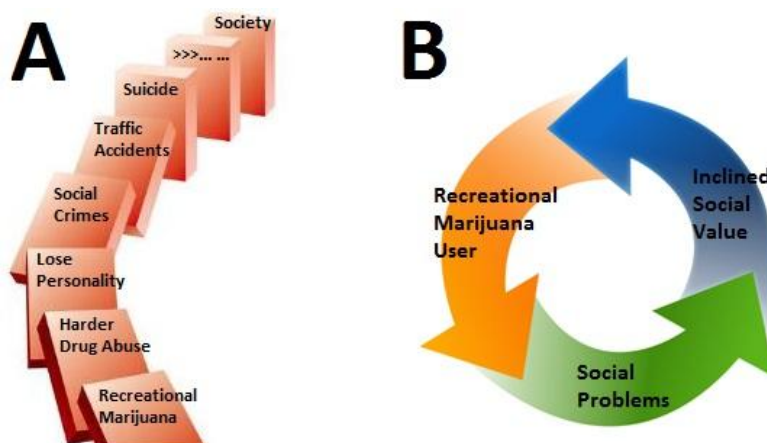 A
Society
>>>... ...
Suicide
Traffic
Accidents
Social
Crimes
Lose
Personality
Harder
Drug Abuse
Recreational
Marijuana
B
Recreational
Marijuana
User
Inclined
Social
Value
Social
Problems